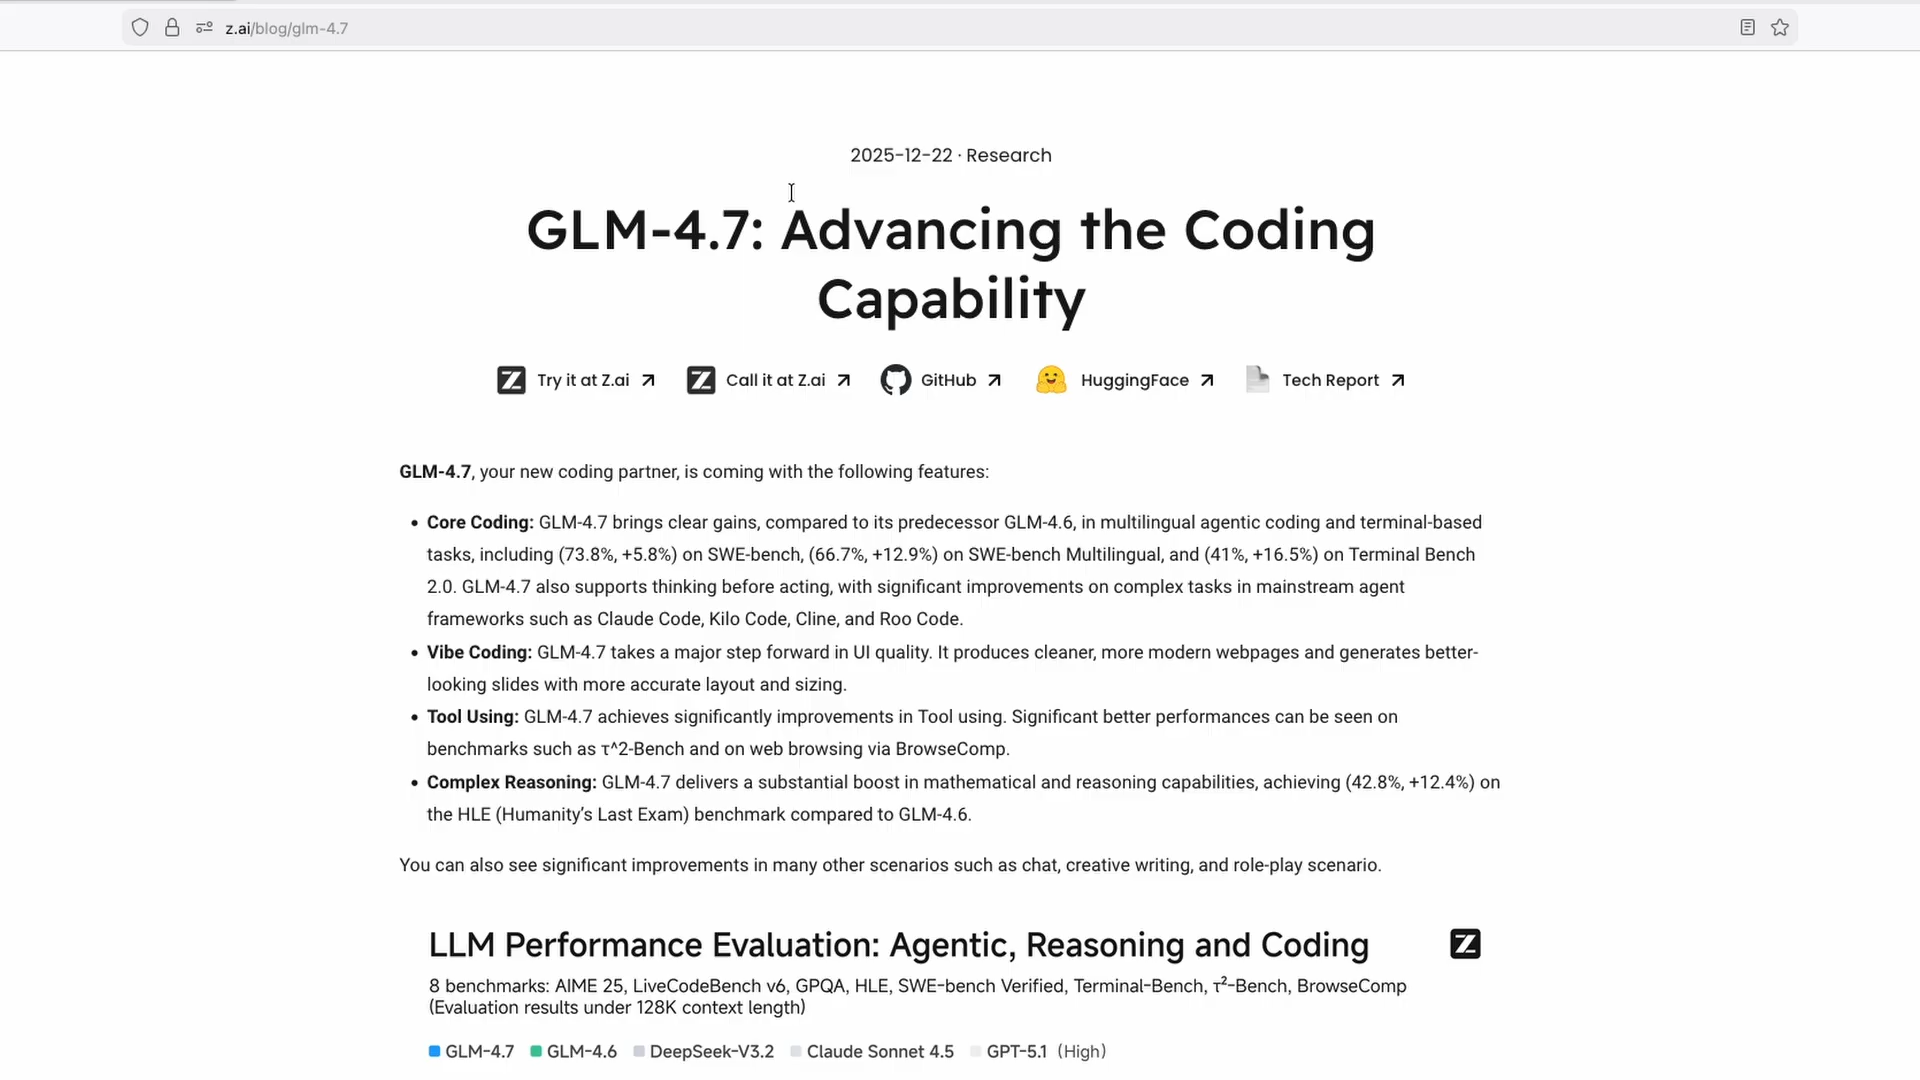 z.ai/blog/glm-4.7
2025-12-22 · Research
GLM-4.7: Advancing the Coding
Capability
Try it at Z.ai
Call it at Z.ai
GitHub
HuggingFace
Tech Report
GLM-4.7, your new coding partner, is coming with the following features:
Core Coding: GLM-4.7 brings clear gains, compared to its predecessor GLM-4.6, in multilingual agentic coding and terminal-based
tasks, including (73.8%, +5.8%) on SWE-bench, (66.7%, +12.9%) on SWE-bench Multilingual, and (41%, +16.5%) on Terminal Bench
2.0. GLM-4.7 also supports thinking before acting, with significant improvements on complex tasks in mainstream agent
frameworks such as Claude Code, Kilo Code, Cline, and Roo Code.
Vibe Coding: GLM-4.7 takes a major step forward in UI quality. It produces cleaner, more modern webpages and generates better-
looking slides with more accurate layout and sizing.
Tool Using: GLM-4.7 achieves significantly improvements in Tool using. Significant better performances can be seen on
benchmarks such as τ^2-Bench and on web browsing via BrowseComp.
Complex Reasoning: GLM-4.7 delivers a substantial boost in mathematical and reasoning capabilities, achieving (42.8%, +12.4%) on
the HLE (Humanity’s Last Exam) benchmark compared to GLM-4.6.
You can also see significant improvements in many other scenarios such as chat, creative writing, and role-play scenario.
LLM Performance Evaluation: Agentic, Reasoning and Coding
8 benchmarks: AIME 25, LiveCodeBench v6, GPQA, HLE, SWE-bench Verified, Terminal-Bench, τ²-Bench, BrowseComp
(Evaluation results under 128K context length)
GLM-4.7 GLM-4.6 DeepSeek-V3.2 Claude Sonnet 4.5 GPT-5.1 (High)